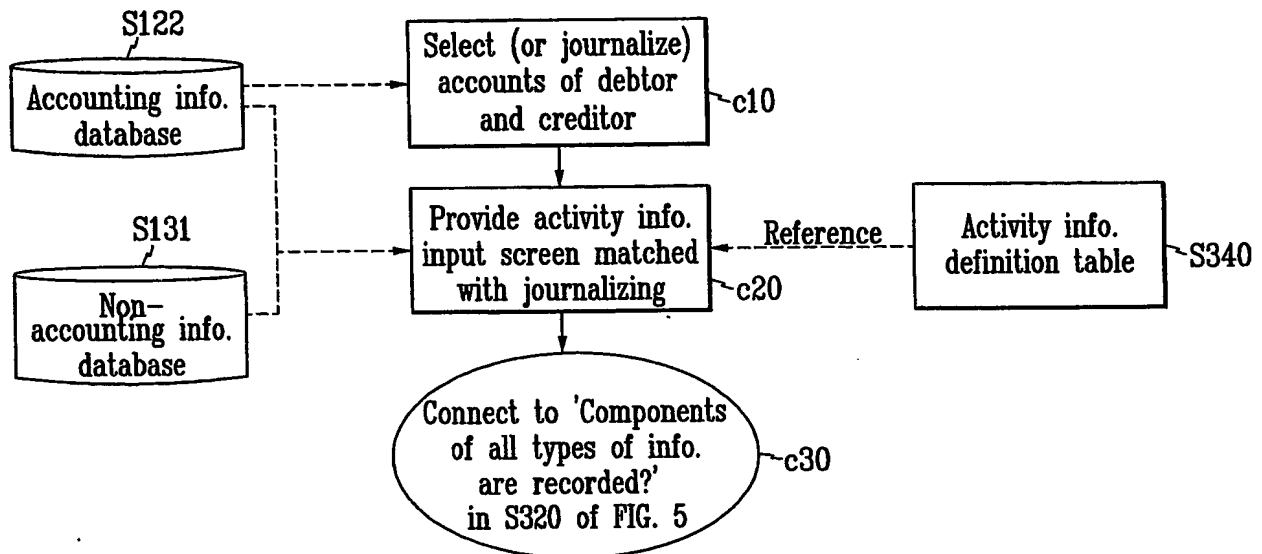 S122
Accounting info.
database
Select (or journalize)
accounts of debtor
and creditor
c10
S131
Non-
accounting info.
database
Provide activity info.
input screen matched
with journalizing
c20
Reference
Activity info.
definition table
S340
Connect to 'Components
of all types of info.
are recorded?'
in S320 of FIG. 5
c30